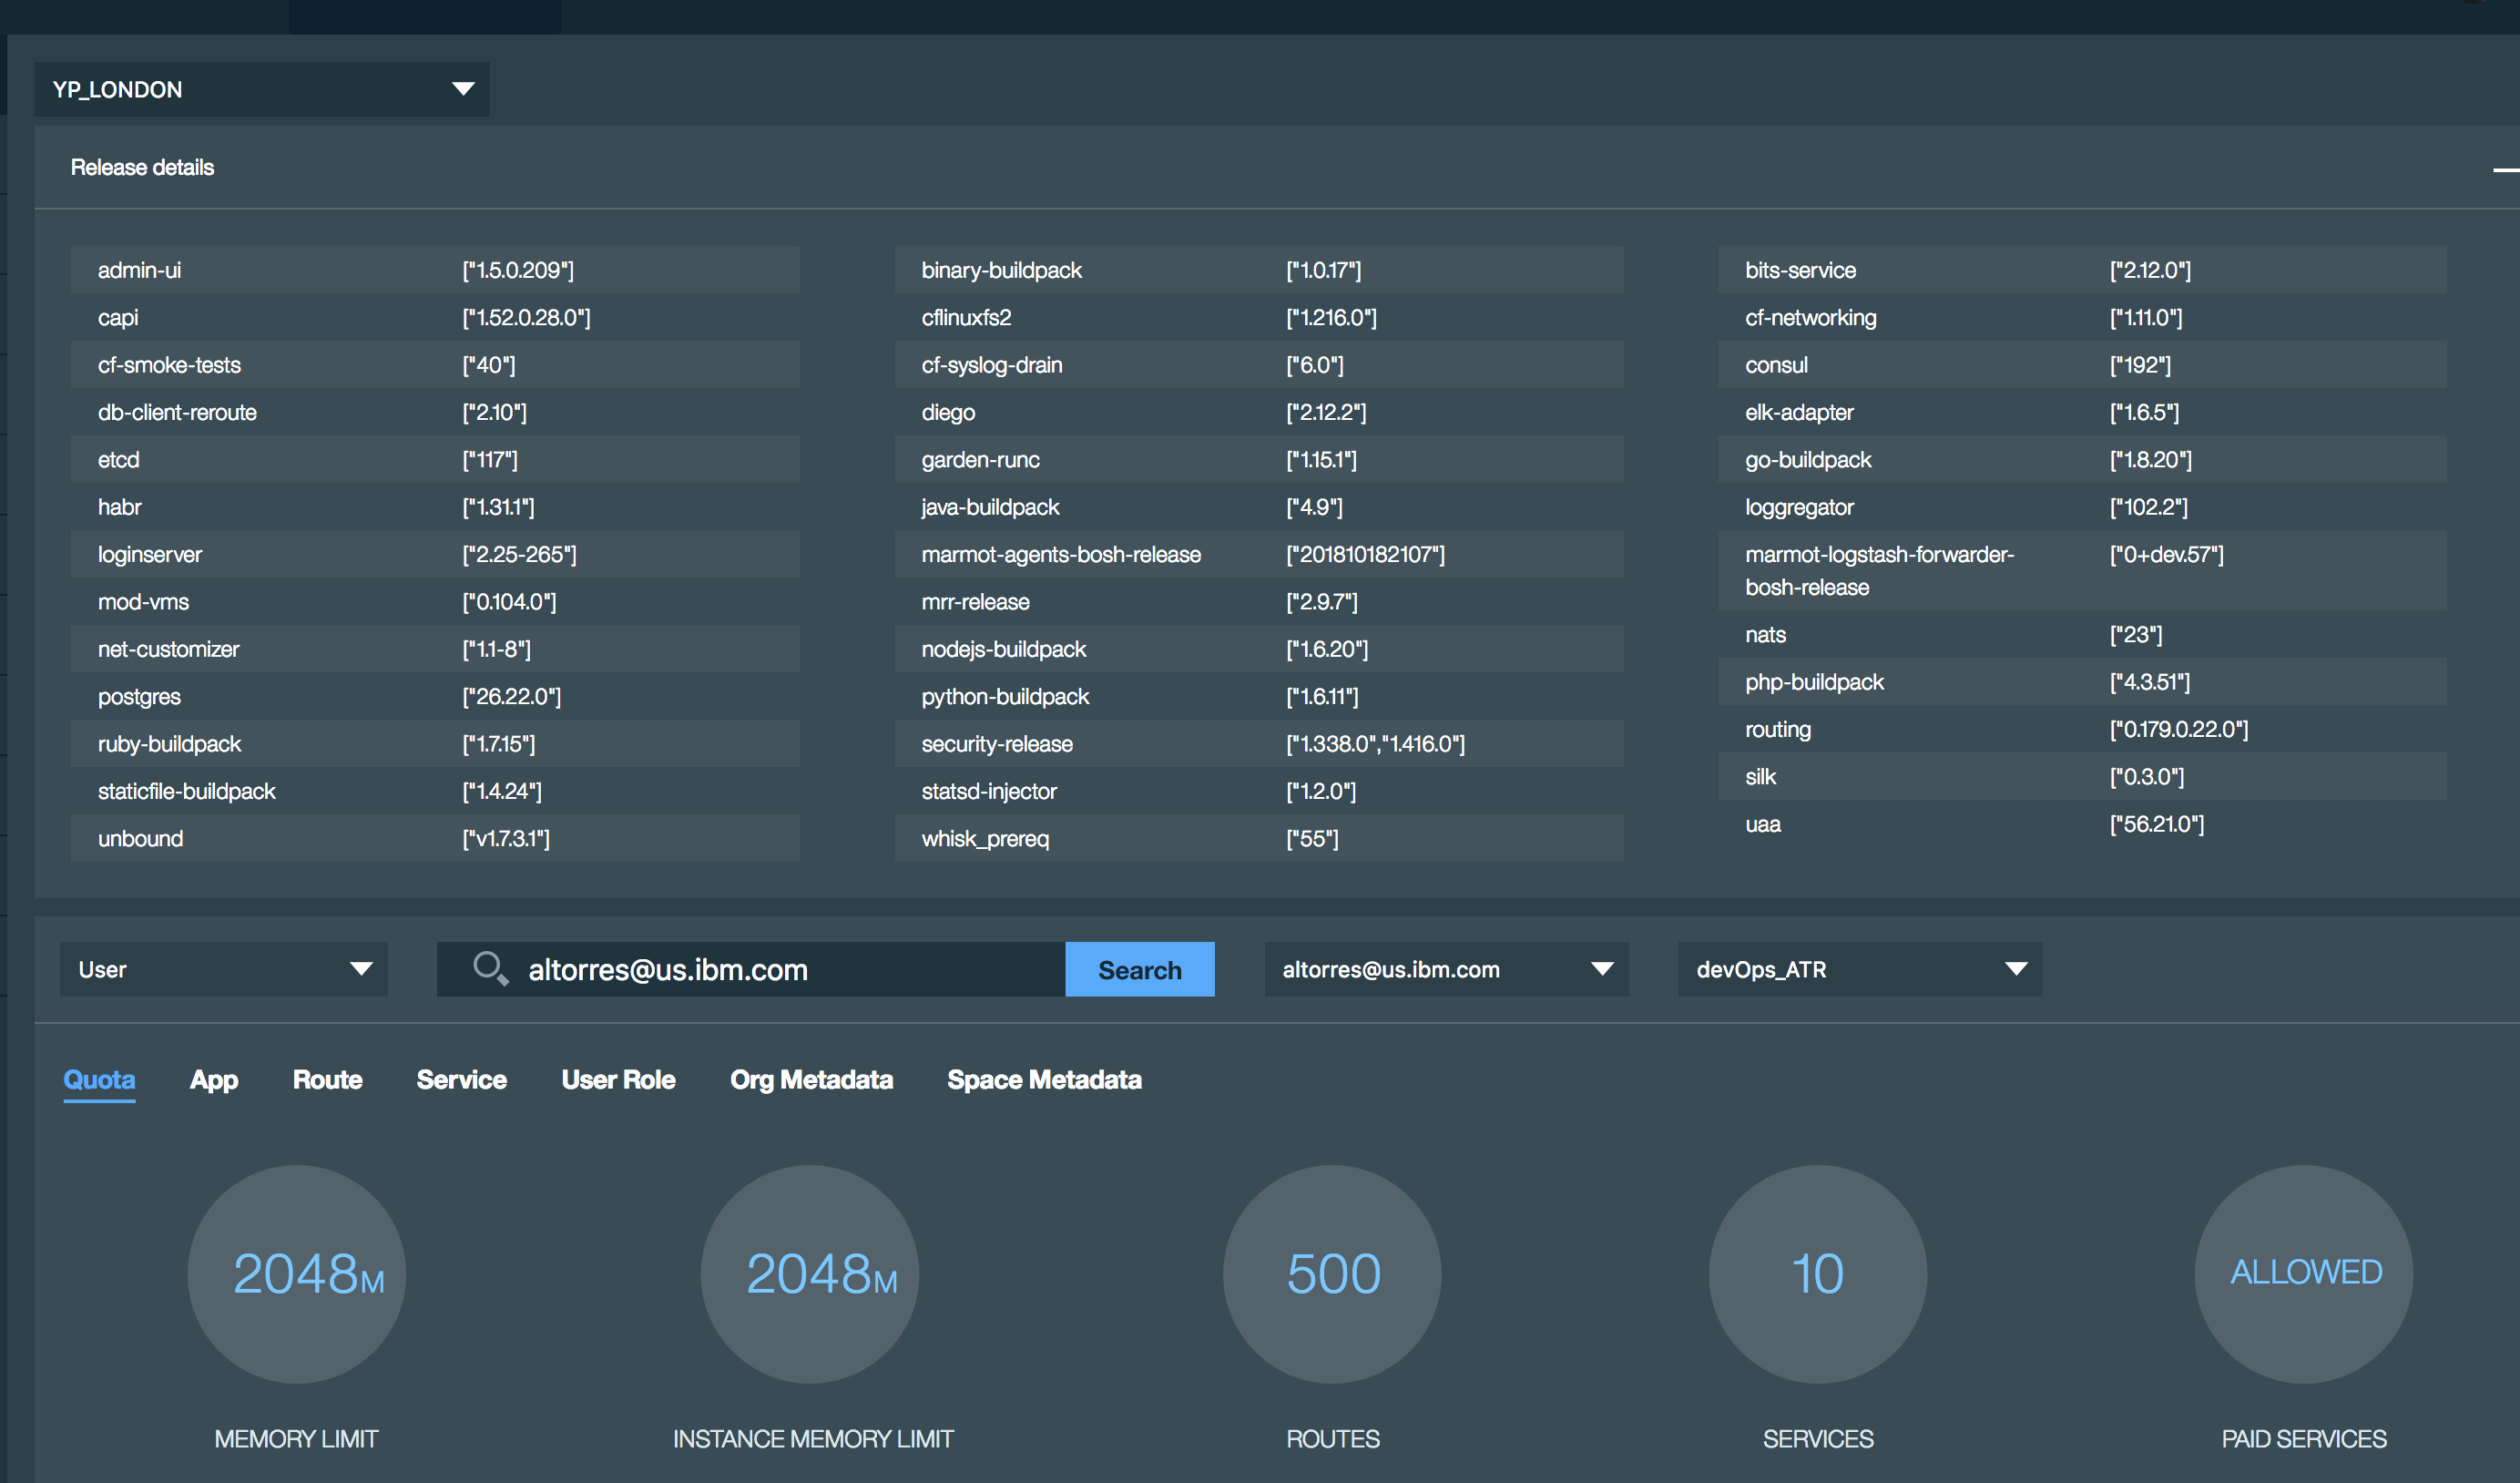 YP_LONDON
Release details
admin-ui ["1.5.0.209"] binary-buildpack ["1.0.17"] bits-service ["2.12.0"]
capi ["1.52.0.28.0"] cflinuxfs2 ["1.216.0"] cf-networking ["1.11.0"]
cf-smoke-tests ["40"] cf-syslog-drain ["6.0"] consul ["192"]
db-client-reroute ["2.10"] diego ["2.12.2"] elk-adapter ["1.6.5"]
etcd ["117"] garden-runc ["1.15.1"] go-buildpack ["1.8.20"]
habr ["1.31.1"] java-buildpack ["4.9"] loggregator ["102.2"]
loginserver ["2.25-265"] marmot-agents-bosh-release ["201810182107"] marmot-logstash-forwarder- ["0+dev.57"]
bosh-release
mod-vms ["0.104.0"] mrr-release ["2.9.7"] nats ["23"]
net-customizer ["1.1-8"] nodejs-buildpack ["1.6.20"] php-buildpack ["4.3.51"]
postgres ["26.22.0"] python-buildpack ["1.6.11"] routing ["0.179.0.22.0"]
ruby-buildpack ["1.7.15"] security-release ["1.338.0","1.416.0"] silk ["0.3.0"]
staticfile-buildpack ["1.4.24"] statsd-injector ["1.2.0"] uaa ["56.21.0"]
unbound ["v1.7.3.1"] whisk_prereq ["55"]
User altorres@us.ibm.com Search altorres@us.ibm.com devOps_ATR
Quota App Route Service User Role Org Metadata Space Metadata
2048M 2048M 500 10 ALLOWED
MEMORY LIMIT INSTANCE MEMORY LIMIT ROUTES SERVICES PAID SERVICES